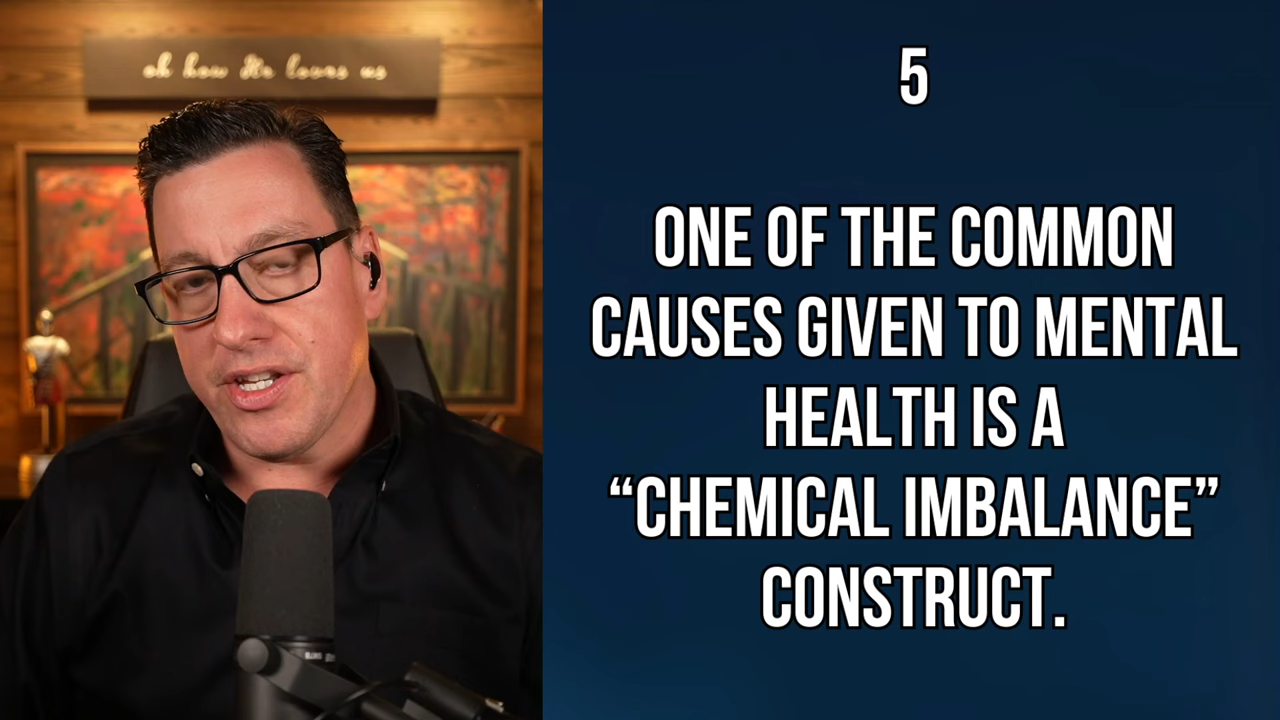 oh how He loves us
5
ONE OF THE COMMON
CAUSES GIVEN TO MENTAL
HEALTH IS A
“CHEMICAL IMBALANCE”
CONSTRUCT.